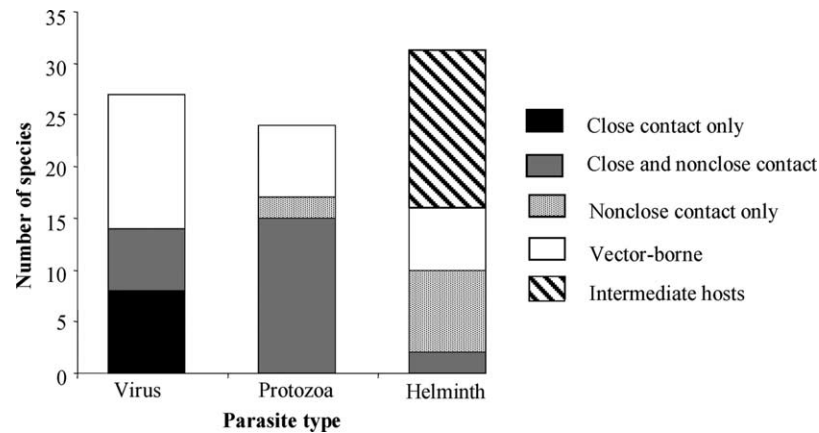 35
30
25
20
15
10
5
0
Number of species
Virus Protozoa Helminth
Parasite type
Close contact only
Close and nonclose contact
Nonclose contact only
Vector-borne
Intermediate hosts